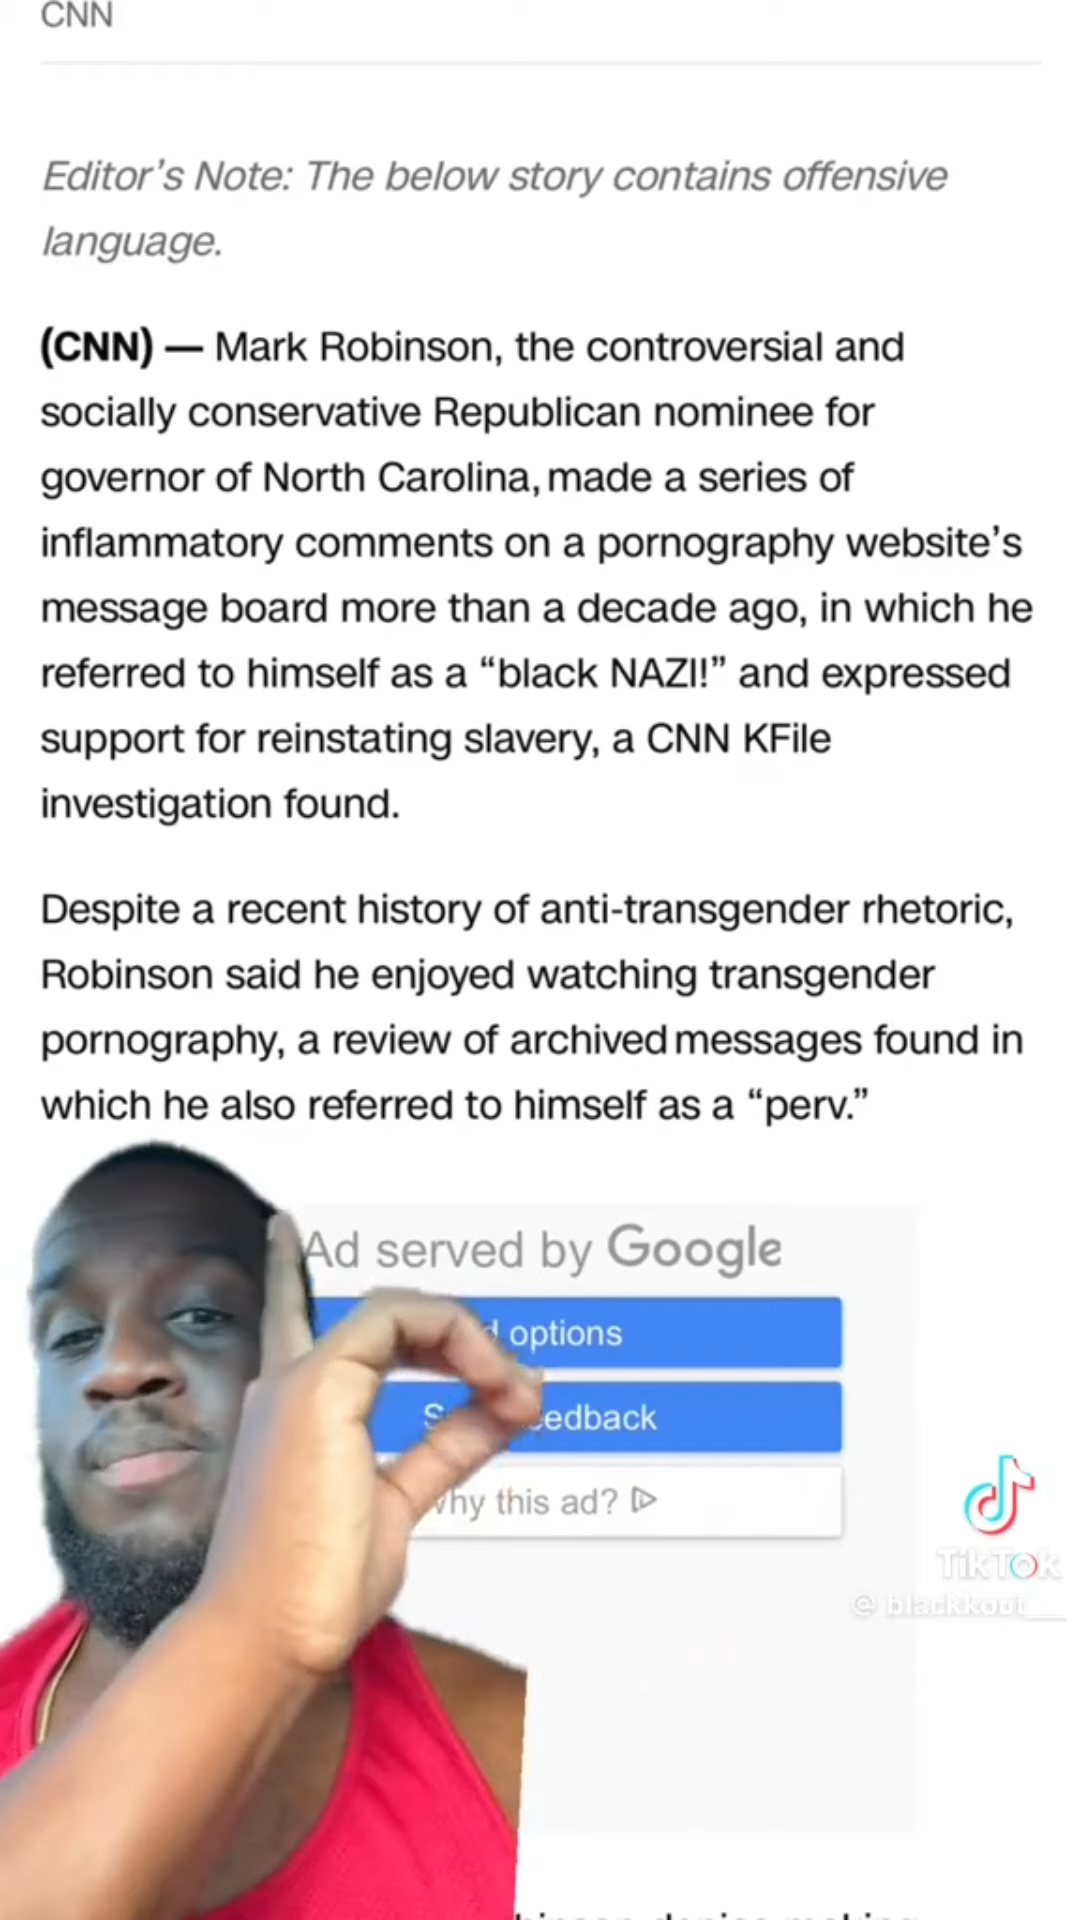 CNN
Editor's Note: The below story contains offensive
language.
(CNN) — Mark Robinson, the controversial and
socially conservative Republican nominee for
governor of North Carolina, made a series of
inflammatory comments on a pornography website's
message board more than a decade ago, in which he
referred to himself as a “black NAZI!” and expressed
support for reinstating slavery, a CNN KFile
investigation found.
Despite a recent history of anti-transgender rhetoric,
Robinson said he enjoyed watching transgender
pornography, a review of archived messages found in
which he also referred to himself as a “perv.”
Ad served by Google
options
why this ad?
TikTok
@ blackkout__